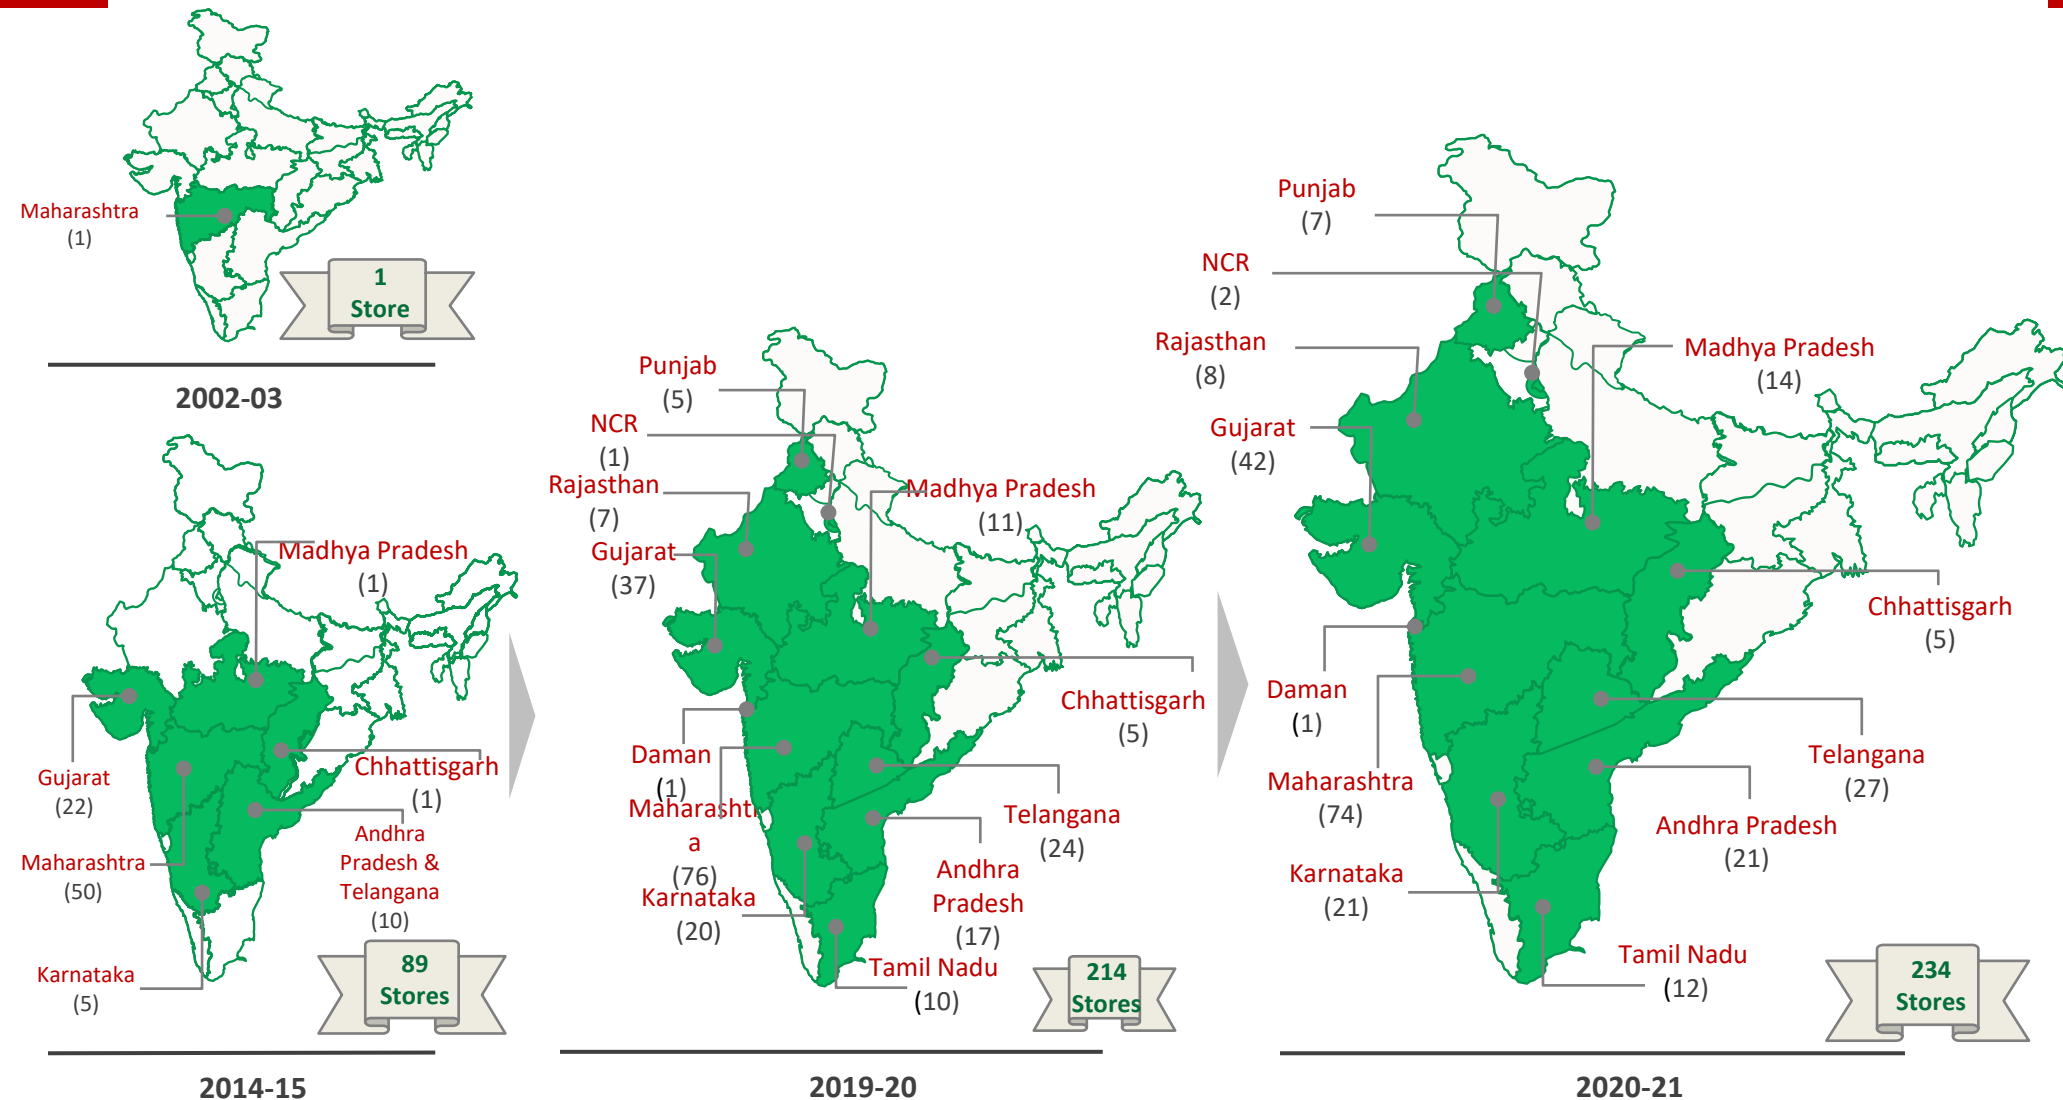 Maharashtra
(1)
1
Store
2002-03
Madhya Pradesh
(1)
Gujarat
(22)
Chhattisgarh
(1)
Maharashtra
(50)
Andhra
Pradesh &
Telangana
(10)
Karnataka
(5)
89
Stores
2014-15
Punjab
(5)
NCR
(1)
Rajasthan
(7)
Madhya Pradesh
(11)
Gujarat
(37)
Chhattisgarh
(5)
Daman
(1)
Maharashtr
a
(76)
Telangana
(24)
Andhra
Pradesh
(17)
Karnataka
(20)
Tamil Nadu
(10)
214
Stores
2019-20
Punjab
(7)
NCR
(2)
Rajasthan
(8)
Madhya Pradesh
(14)
Gujarat
(42)
Chhattisgarh
(5)
Daman
(1)
Maharashtra
(74)
Telangana
(27)
Andhra Pradesh
(21)
Karnataka
(21)
Tamil Nadu
(12)
234
Stores
2020-21